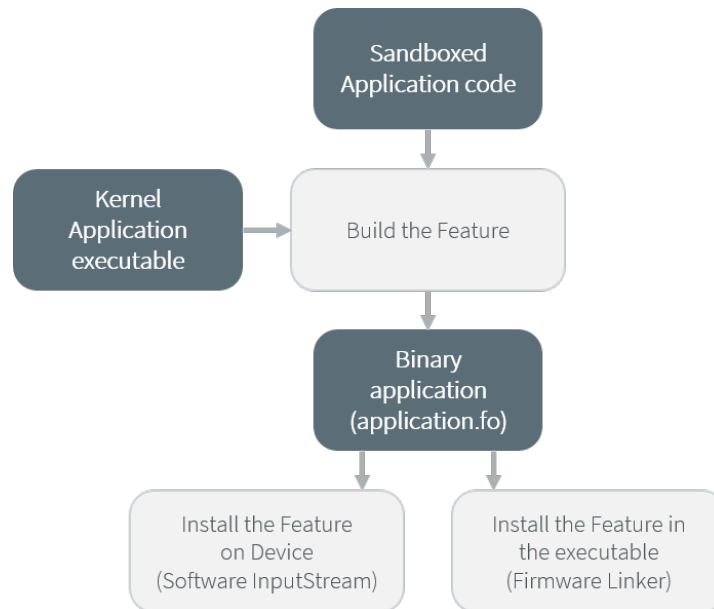 Sandboxed
Application code
Kernel
Application
executable
Build the Feature
Binary
application
(application.fo)
Install the Feature
on Device
(Software InputStream)
Install the Feature in
the executable
(Firmware Linker)